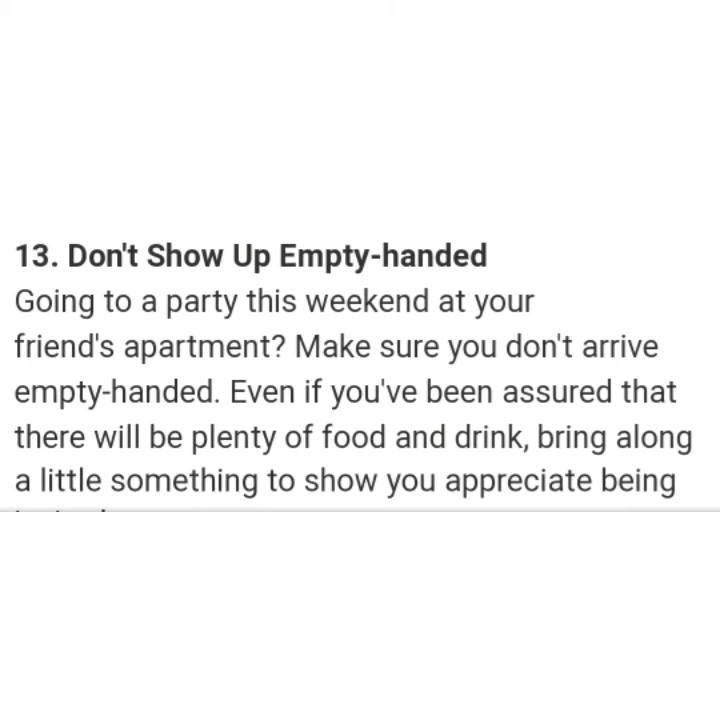 13. Don't Show Up Empty-handed
Going to a party this weekend at your
friend's apartment? Make sure you don't arrive
empty-handed. Even if you've been assured that
there will be plenty of food and drink, bring along
a little something to show you appreciate being